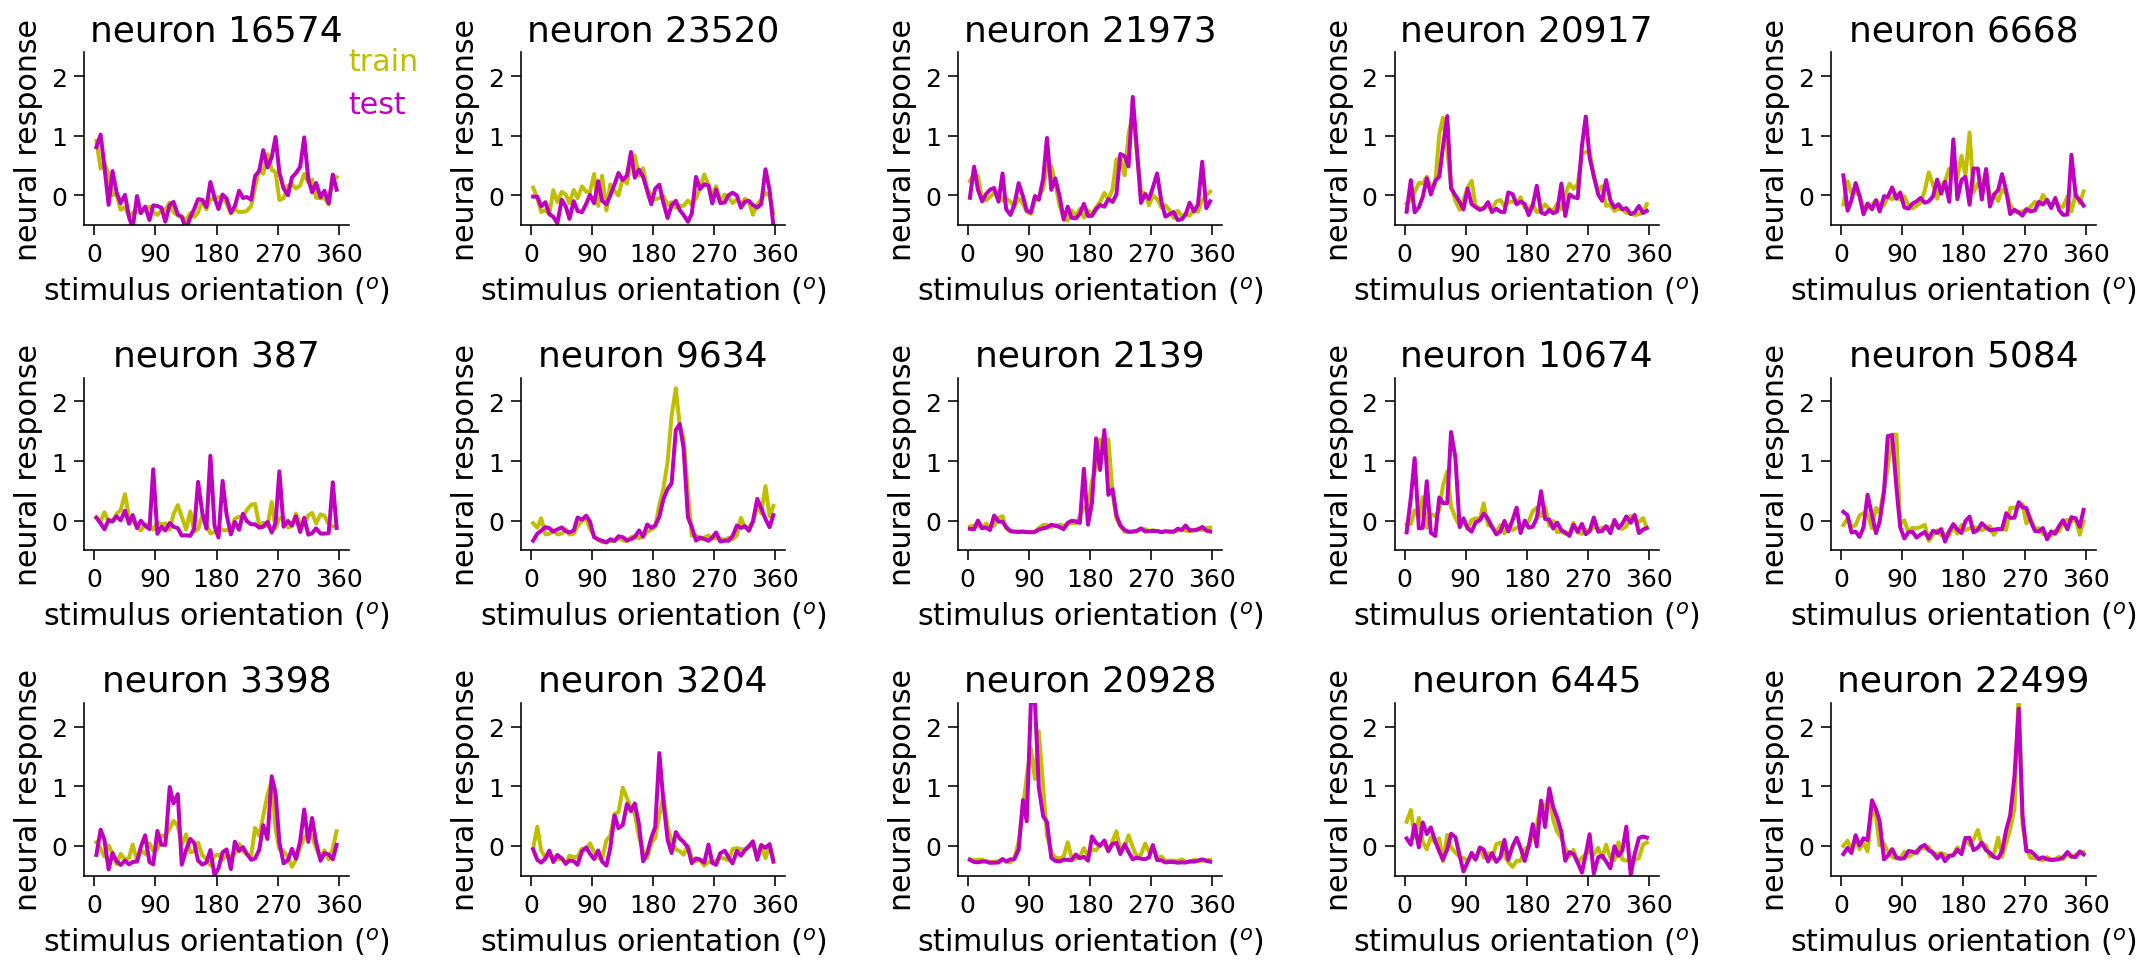 neuron 16574
neural response
2
1
0
train
test
0 90 180 270 360
stimulus orientation (o)
neuron 23520
neural response
2
1
0
0 90 180 270 360
stimulus orientation (o)
neuron 21973
neural response
2
1
0
0 90 180 270 360
stimulus orientation (o)
neuron 20917
neural response
2
1
0
0 90 180 270 360
stimulus orientation (o)
neuron 6668
neural response
2
1
0
0 90 180 270 360
stimulus orientation (o)
neuron 387
neural response
2
1
0
0 90 180 270 360
stimulus orientation (o)
neuron 9634
neural response
2
1
0
0 90 180 270 360
stimulus orientation (o)
neuron 2139
neural response
2
1
0
0 90 180 270 360
stimulus orientation (o)
neuron 10674
neural response
2
1
0
0 90 180 270 360
stimulus orientation (o)
neuron 5084
neural response
2
1
0
0 90 180 270 360
stimulus orientation (o)
neuron 3398
neural response
2
1
0
0 90 180 270 360
stimulus orientation (o)
neuron 3204
neural response
2
1
0
0 90 180 270 360
stimulus orientation (o)
neuron 20928
neural response
2
1
0
0 90 180 270 360
stimulus orientation (o)
neuron 6445
neural response
2
1
0
0 90 180 270 360
stimulus orientation (o)
neuron 22499
neural response
2
1
0
0 90 180 270 360
stimulus orientation (o)